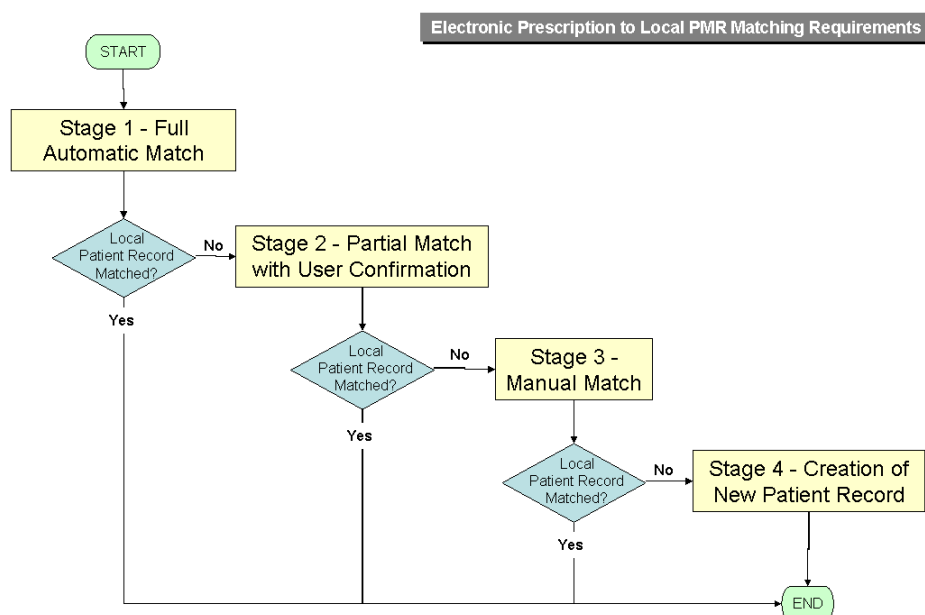 Electronic Prescription to Local PMR Matching Requirements
START
Stage 1 - Full
Automatic Match
Local
Patient Record
Matched?
No
Yes
Stage 2 - Partial Match
with User Confirmation
Local
Patient Record
Matched?
No
Yes
Stage 3 -
Manual Match
Local
Patient Record
Matched?
No
Yes
Stage 4 - Creation of
New Patient Record
END